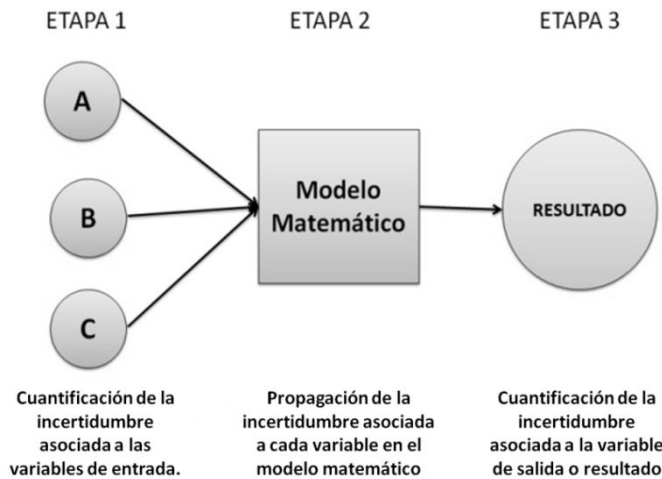 ETAPA 1
ETAPA 2
ETAPA 3
A
B
C
Modelo
Matemático
RESULTADO
Cuantificación de la
incertidumbre
asociada a las
variables de entrada.
Propagación de la
incertidumbre asociada
a cada variable en el
modelo matemático
Cuantificación de la
incertidumbre
asociada a la variable
de salida o resultado